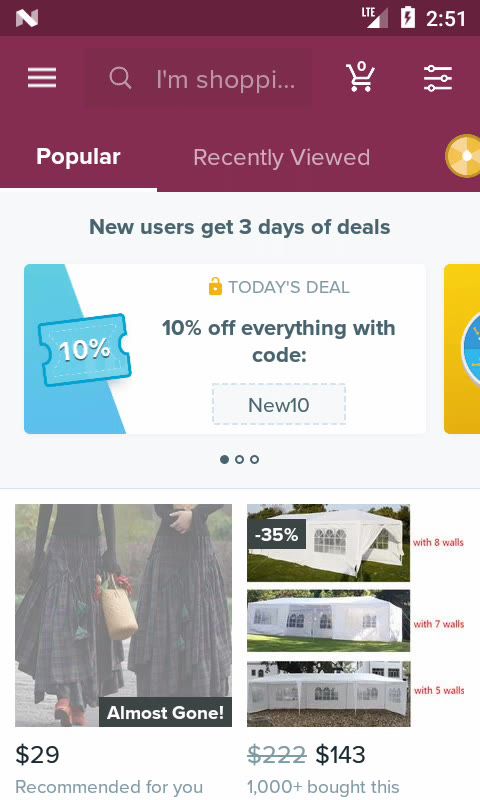 LTE 2:51
I'm shoppi... 0
Popular Recently Viewed
New users get 3 days of deals
TODAY'S DEAL
10% off everything with
code:
10%
New10
-35%
with 8 walls
with 7 walls
with 5 walls
Almost Gone!
$29 $222 $143
Recommended for you 1,000+ bought this